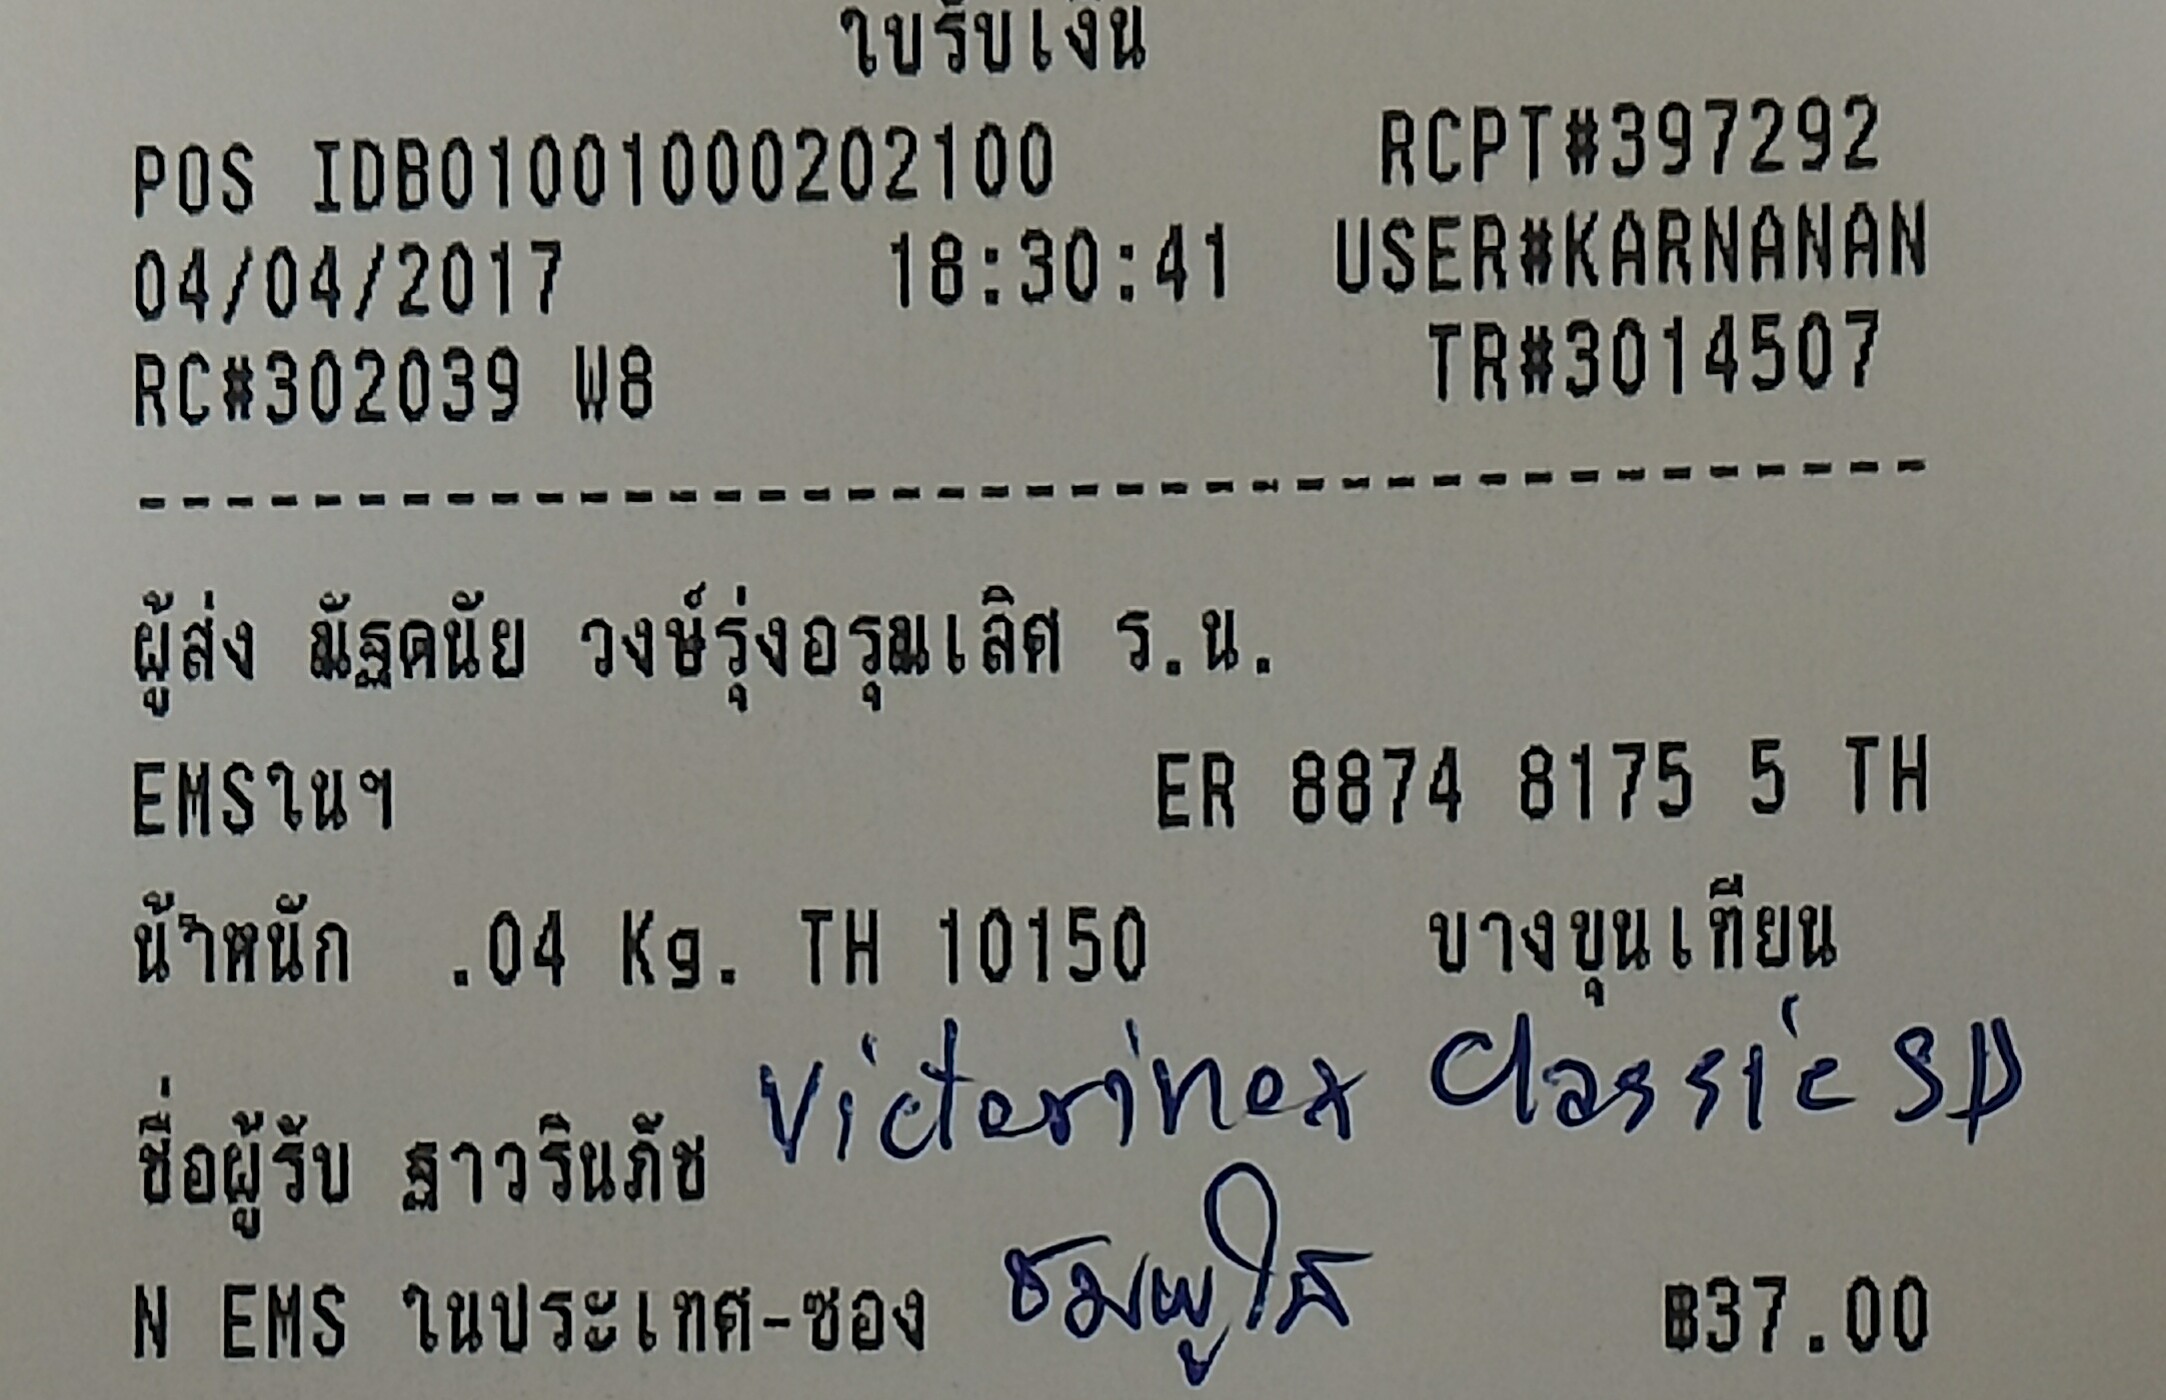 ใบรับเงิน
POS IDB01001000202100 RCPT#397292
04/04/2017 18:30:41 USER#KARNANAN
RC#302039 W8 TR#3014507
--------------------------------
ผู้ส่ง ณัฐดนัย วงษ์รุ่งอรุณเลิศ ร.น.
EMSในฯ ER 8874 8175 5 TH
น้ำหนัก .04 Kg. TH 10150 บางขุนเทียน
Victorinox Classic SD
ชื่อผู้รับ ฐาวรินภัช
N EMS ในประเทศ-ซอง ชมพูใส ฿37.00